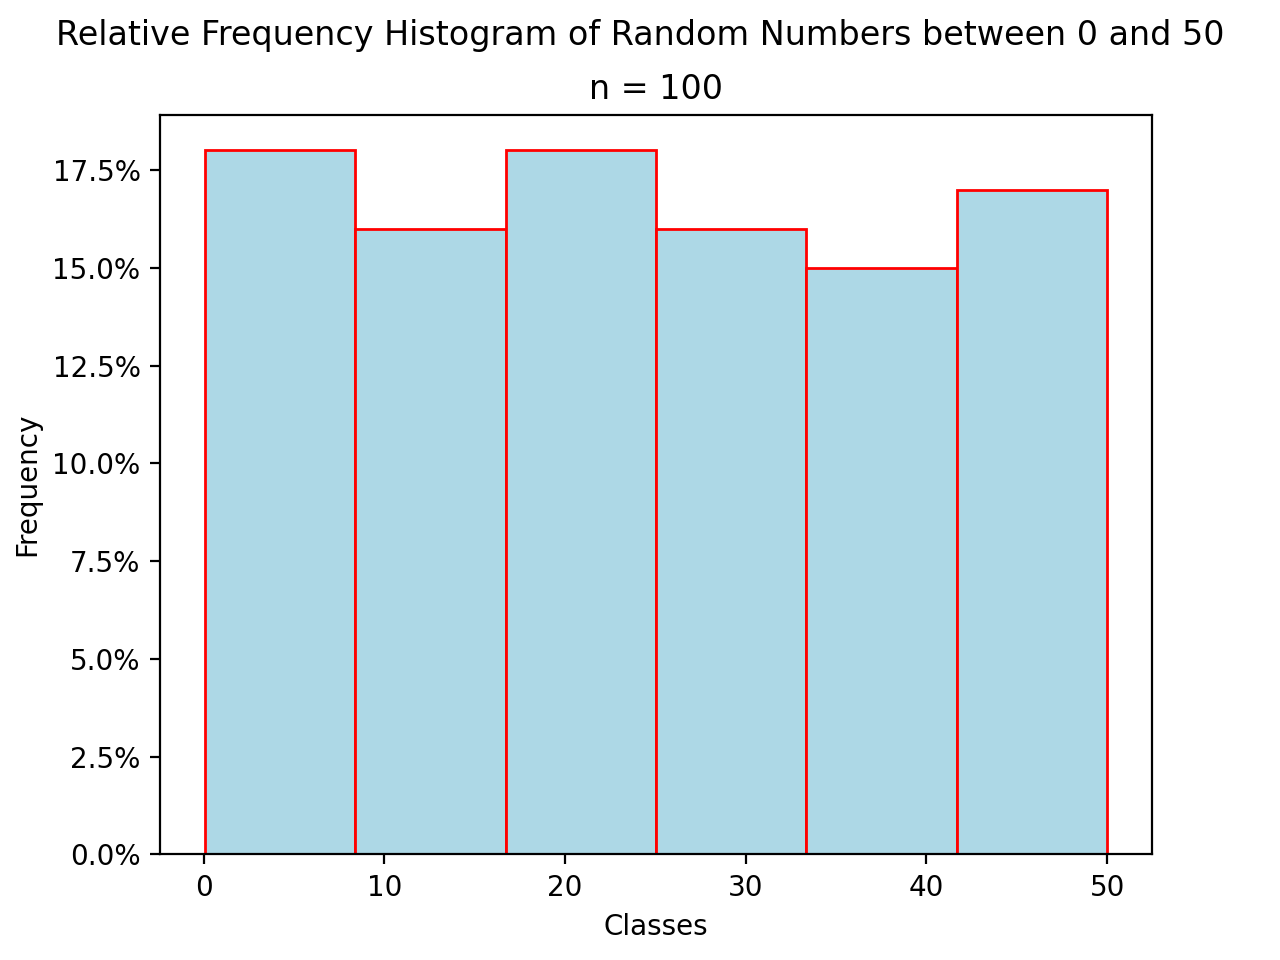 Relative Frequency Histogram of Random Numbers between 0 and 50
n = 100
17.5%
15.0%
12.5%
10.0%
7.5%
5.0%
2.5%
0.0%
Frequency
0 10 20 30 40 50
Classes